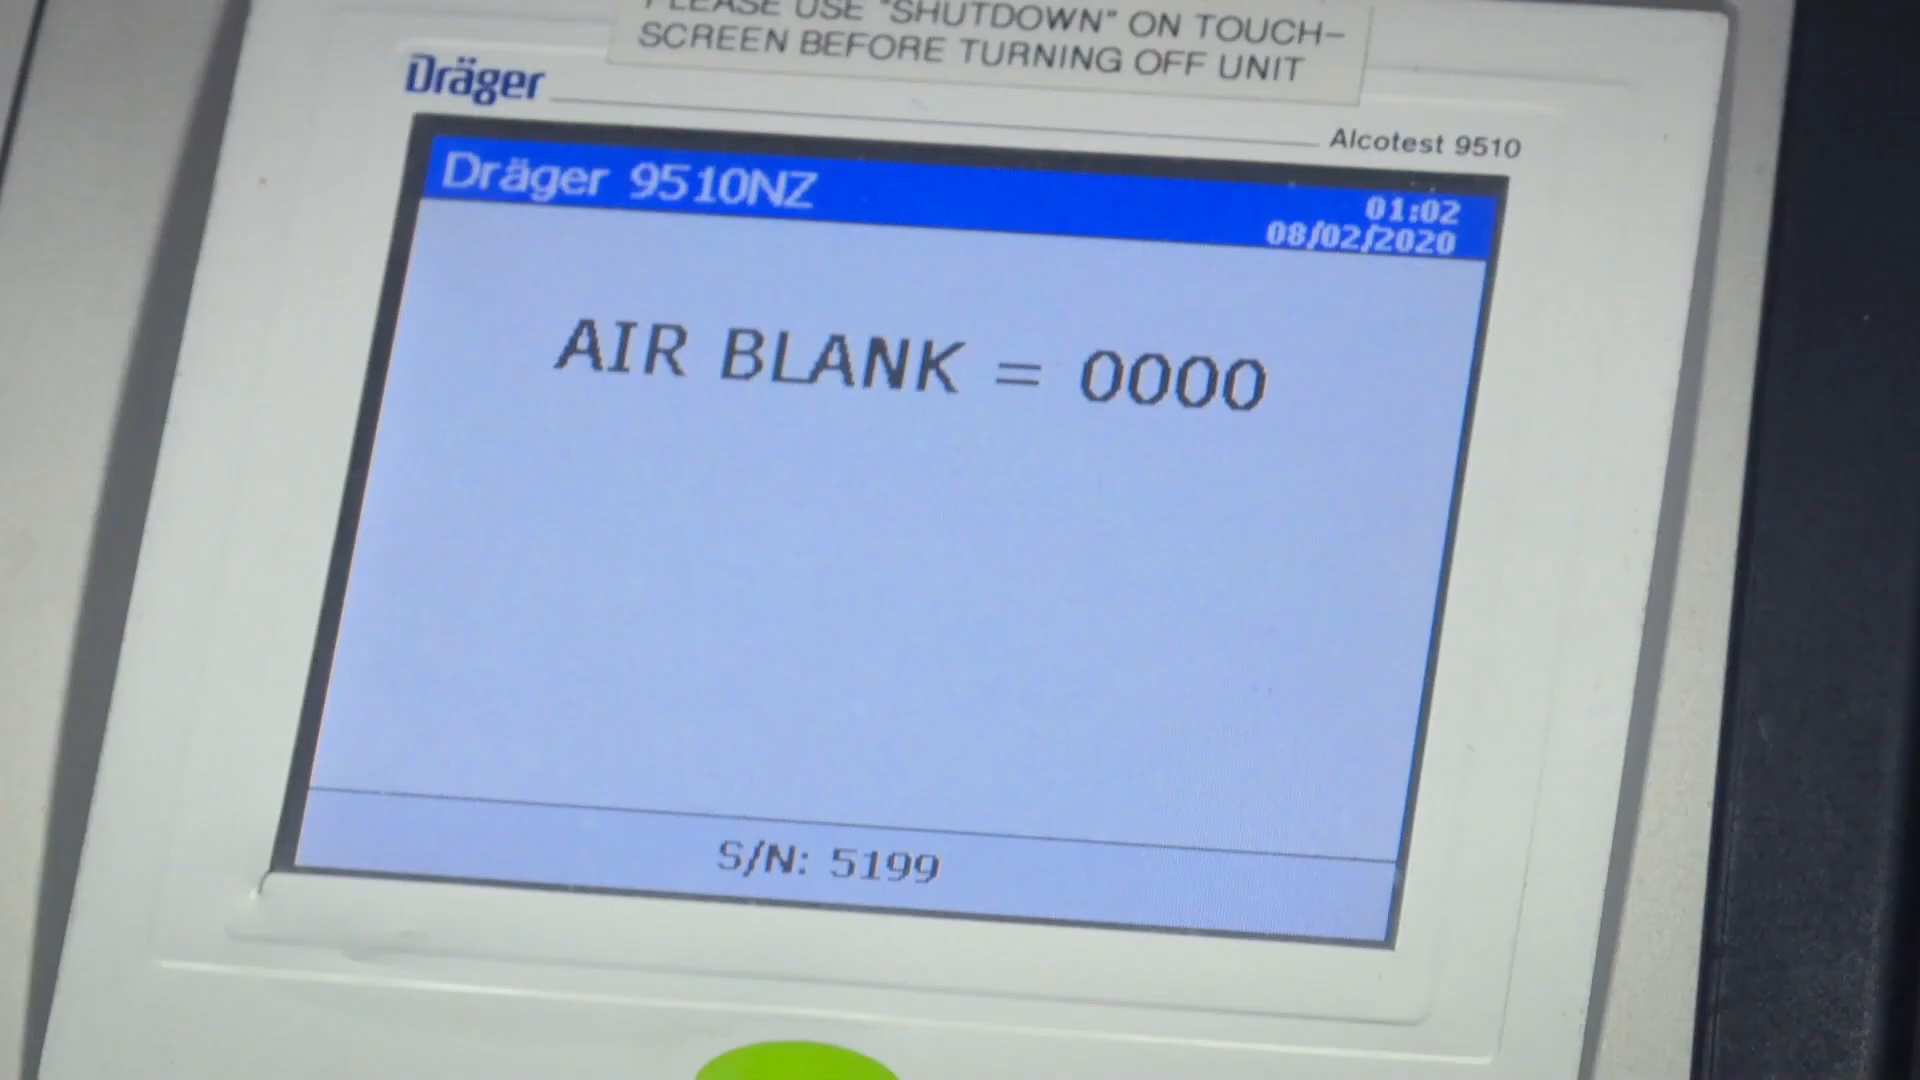 PLEASE USE "SHUTDOWN" ON TOUCH-
SCREEN BEFORE TURNING OFF UNIT
Dräger
Alcotest 9510
Dräger 9510NZ
01:02
08/02/2020
AIR BLANK = 0000
S/N: 5199